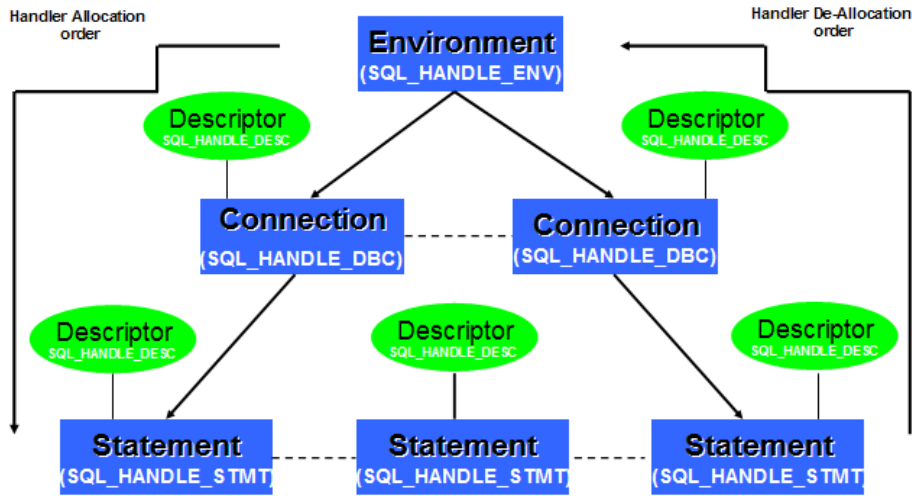 Handler Allocation
order
Handler De-Allocation
order
Environment
(SQL_HANDLE_ENV)
Descriptor
SQL_HANDLE_DESC
Descriptor
SQL_HANDLE_DESC
Connection
(SQL_HANDLE_DBC)
Connection
(SQL_HANDLE_DBC)
Descriptor
SQL_HANDLE_DESC
Descriptor
SQL_HANDLE_DESC
Descriptor
SQL_HANDLE_DESC
Statement
(SQL_HANDLE_STMT)
Statement
(SQL_HANDLE_STMT)
Statement
(SQL_HANDLE_STMT)